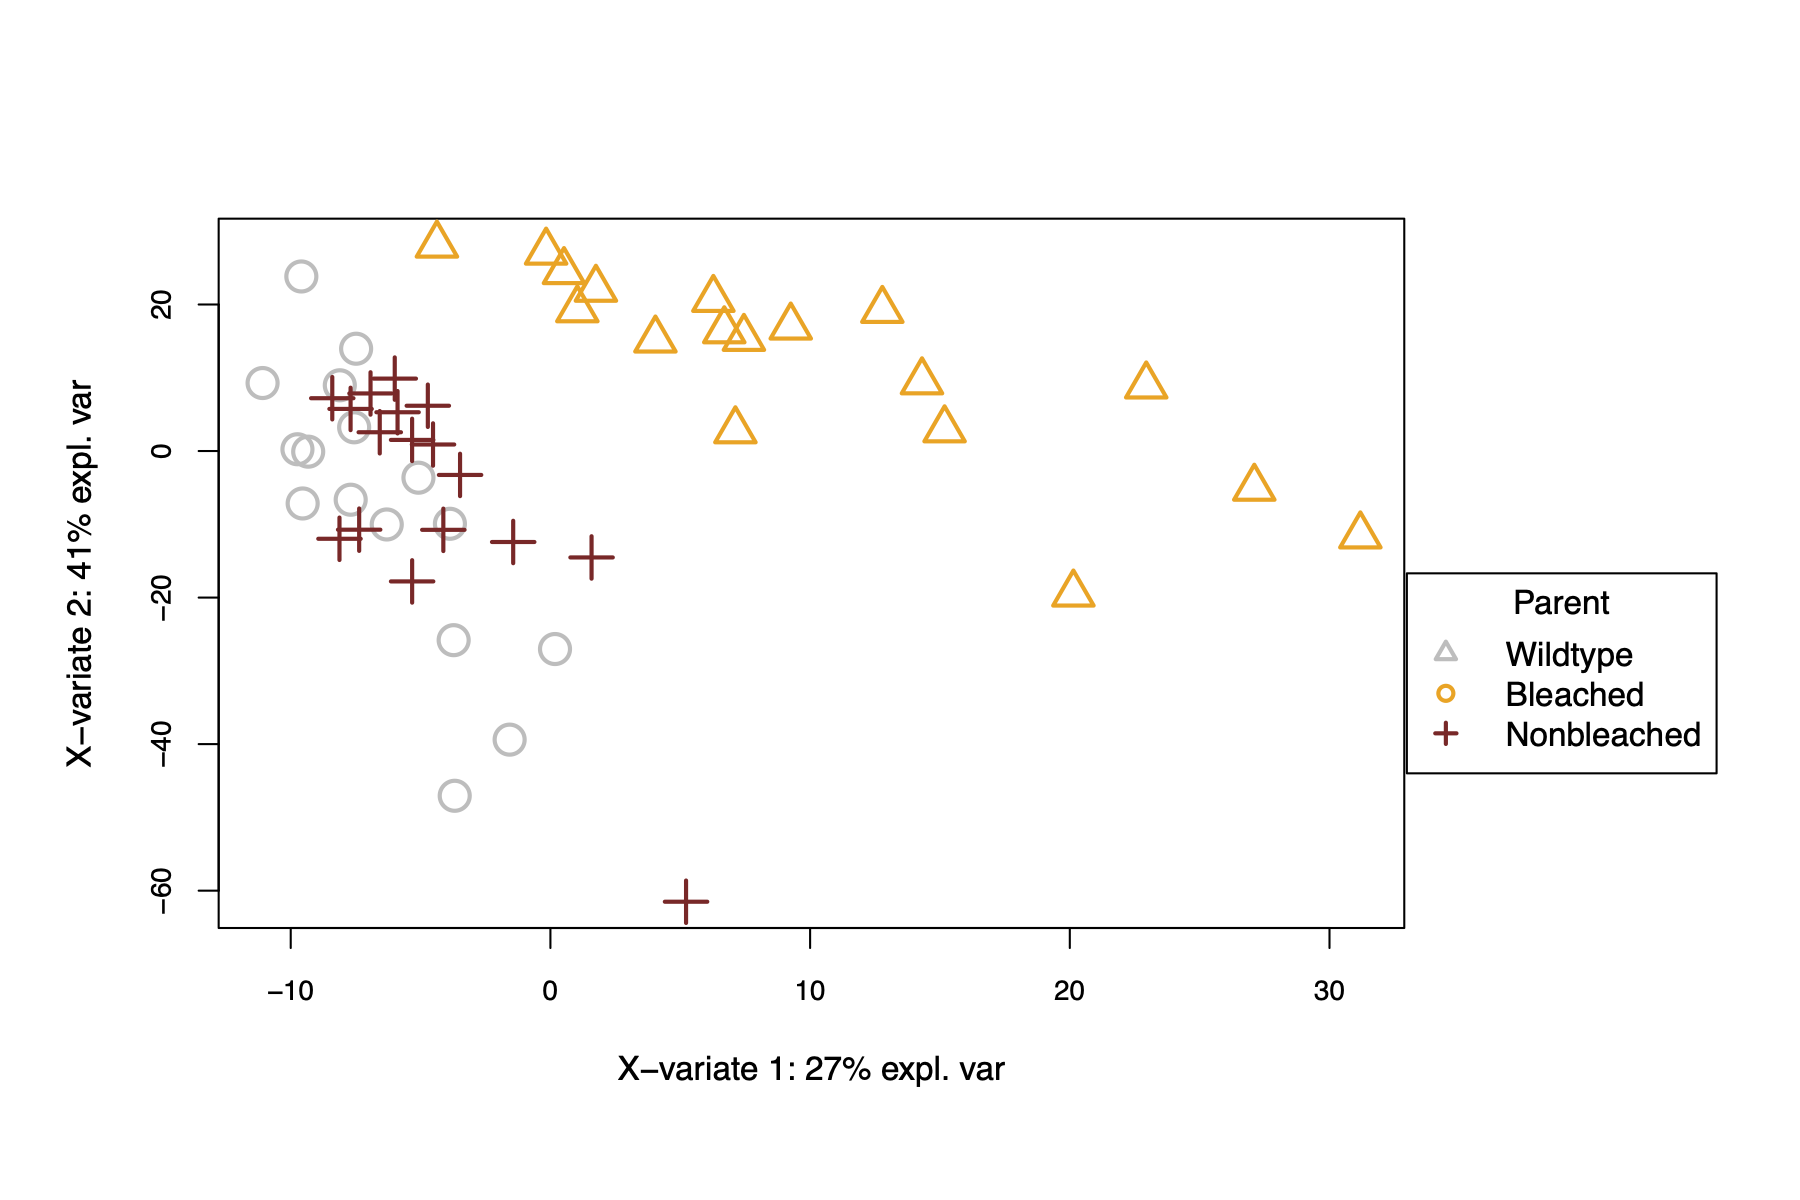 X−variate 2: 41% expl. var
20
0
−20
−40
−60
−10
0
10
20
30
X−variate 1: 27% expl. var
Parent
Wildtype
Bleached
Nonbleached